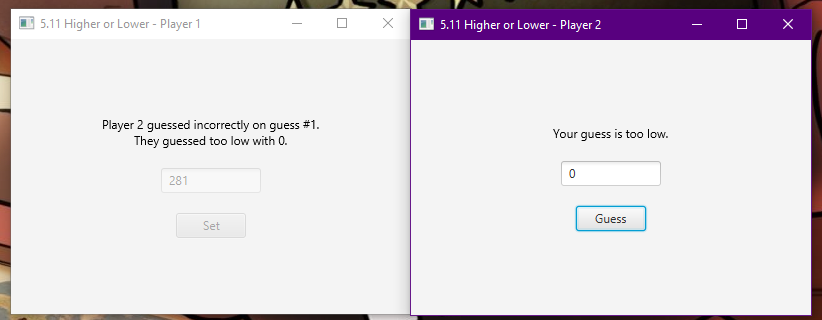 5.11 Higher or Lower - Player 1
Player 2 guessed incorrectly on guess #1.
They guessed too low with 0.
281
Set
5.11 Higher or Lower - Player 2
Your guess is too low.
0
Guess